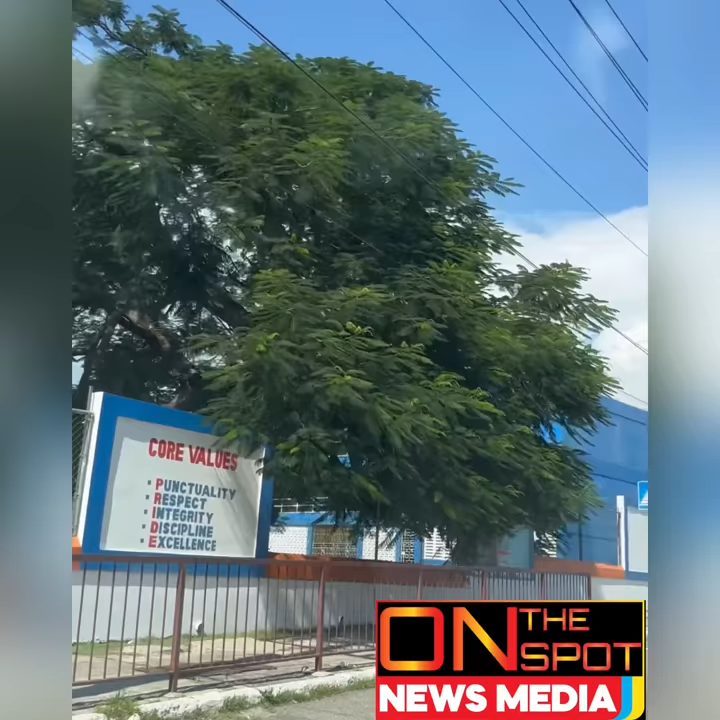 CORE VALUES
• PUNCTUALITY
• RESPECT
• INTEGRITY
• DISCIPLINE
• EXCELLENCE
ON THE SPOT
NEWS MEDIA